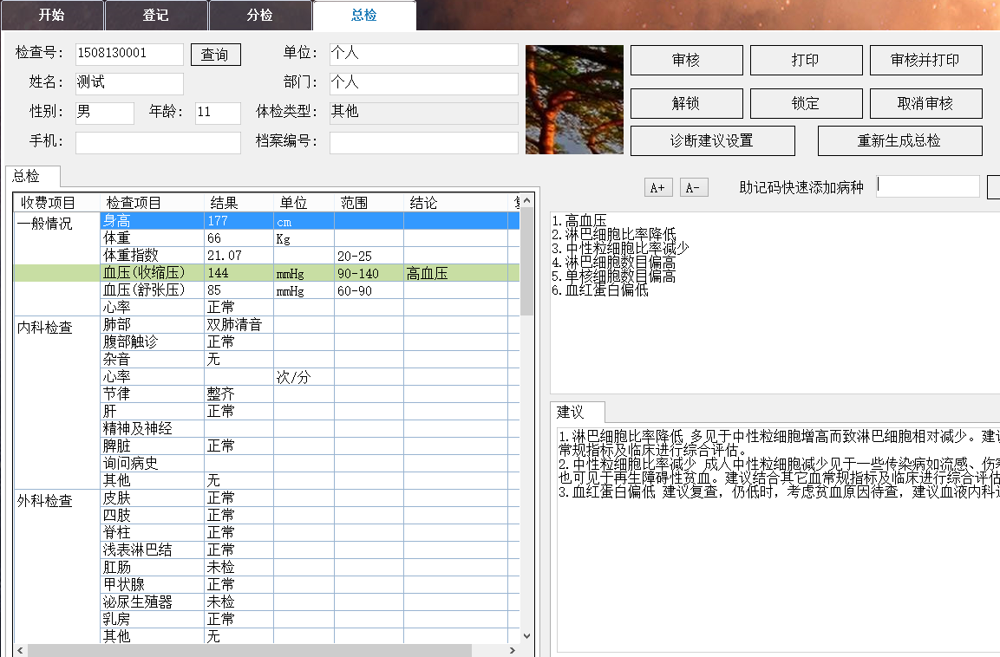 开始 登记 分检 总检
检查号: 1508130001 查询 单位: 个人 审核 打印 审核并打印
姓名: 测试 部门: 个人
性别: 男 年龄: 11 体检类型: 其他 解锁 锁定 取消审核
手机: 档案编号: 诊断建议设置 重新生成总检
总检 A+ A- 助记码快速添加病种
收费项目 检查项目 结果 单位 范围 结论
一般情况 身高 177 cm
体重 66 Kg
体重指数 21.07 20-25
血压(收缩压) 144 mmHg 90-140 高血压
血压(舒张压) 85 mmHg 60-90
心率 正常
内科检查 肺部 双肺清音
腹部触诊 正常
杂音 无
心率 次/分
节律 整齐
肝 正常
精神及神经
脾脏 正常
询问病史
其他 无
外科检查 皮肤 正常
四肢 正常
脊柱 正常
浅表淋巴结 正常
肛肠 未检
甲状腺 正常
泌尿生殖器 未检
乳房 正常
其他 无
1.高血压
2.淋巴细胞比率降低
3.中性粒细胞比率减少
4.淋巴细胞数目偏高
5.单核细胞数目偏高
6.血红蛋白偏低
建议
1.淋巴细胞比率降低 多见于中性粒细胞增高而致淋巴细胞相对减少。建议
常规指标及临床进行综合评估。
2.中性粒细胞比率减少 成人中性粒细胞减少见于一些传染病如流感、伤寒
也可见于再生障碍性贫血。建议结合其它血常规指标及临床进行综合评估
3.血红蛋白偏低 建议复查，仍低时，考虑贫血原因待查，建议血液内科